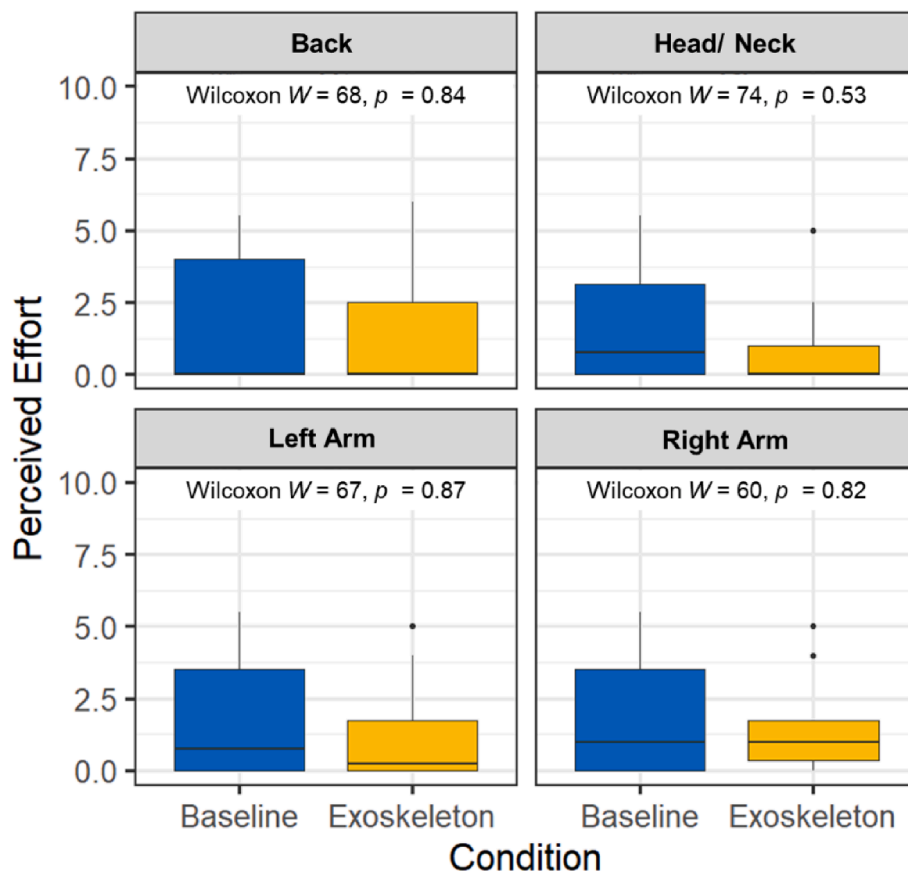 Back
Head/ Neck
Wilcoxon W = 68, p = 0.84
Wilcoxon W = 74, p = 0.53
10.0
7.5
5.0
2.5
0.0
Left Arm
Right Arm
Wilcoxon W = 67, p = 0.87
Wilcoxon W = 60, p = 0.82
10.0
7.5
5.0
2.5
0.0
Perceived Effort
Baseline
Exoskeleton
Baseline
Exoskeleton
Condition